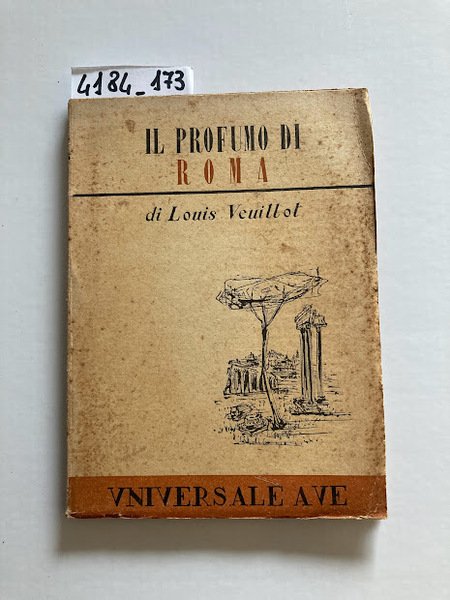 4184_173
IL PROFUMO DI
ROMA
di Louis Veuillot
VNIVERSALE AVE